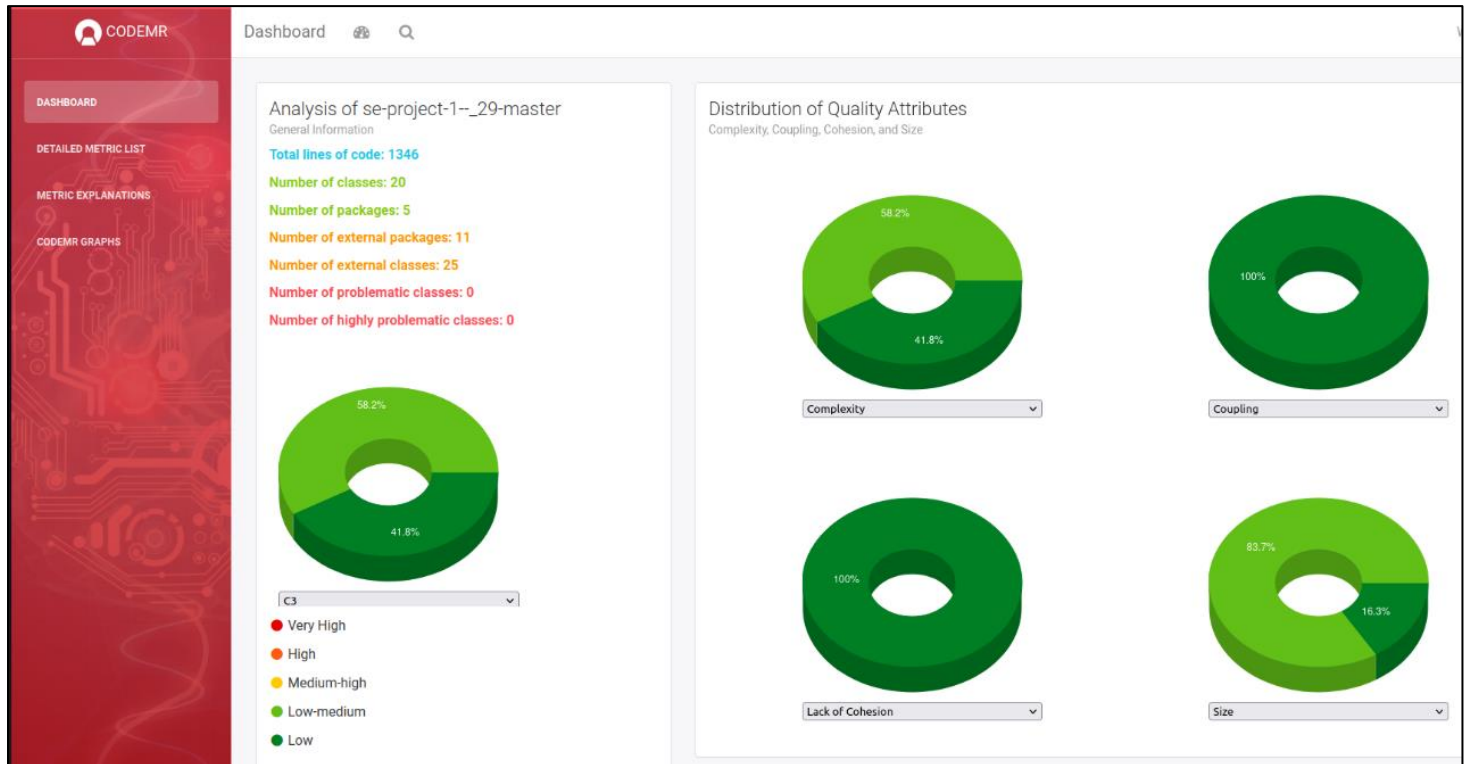 CODEMR
DASHBOARD
DETAILED METRIC LIST
METRIC EXPLANATIONS
CODEMR GRAPHS
Dashboard
Analysis of se-project-1--_29-master
General Information
Total lines of code: 1346
Number of classes: 20
Number of packages: 5
Number of external packages: 11
Number of external classes: 25
Number of problematic classes: 0
Number of highly problematic classes: 0
58.2%
41.8%
C3
Very High
High
Medium-high
Low-medium
Low
Distribution of Quality Attributes
Complexity, Coupling, Cohesion, and Size
58.2%
41.8%
Complexity
100%
Coupling
100%
Lack of Cohesion
83.7%
16.3%
Size